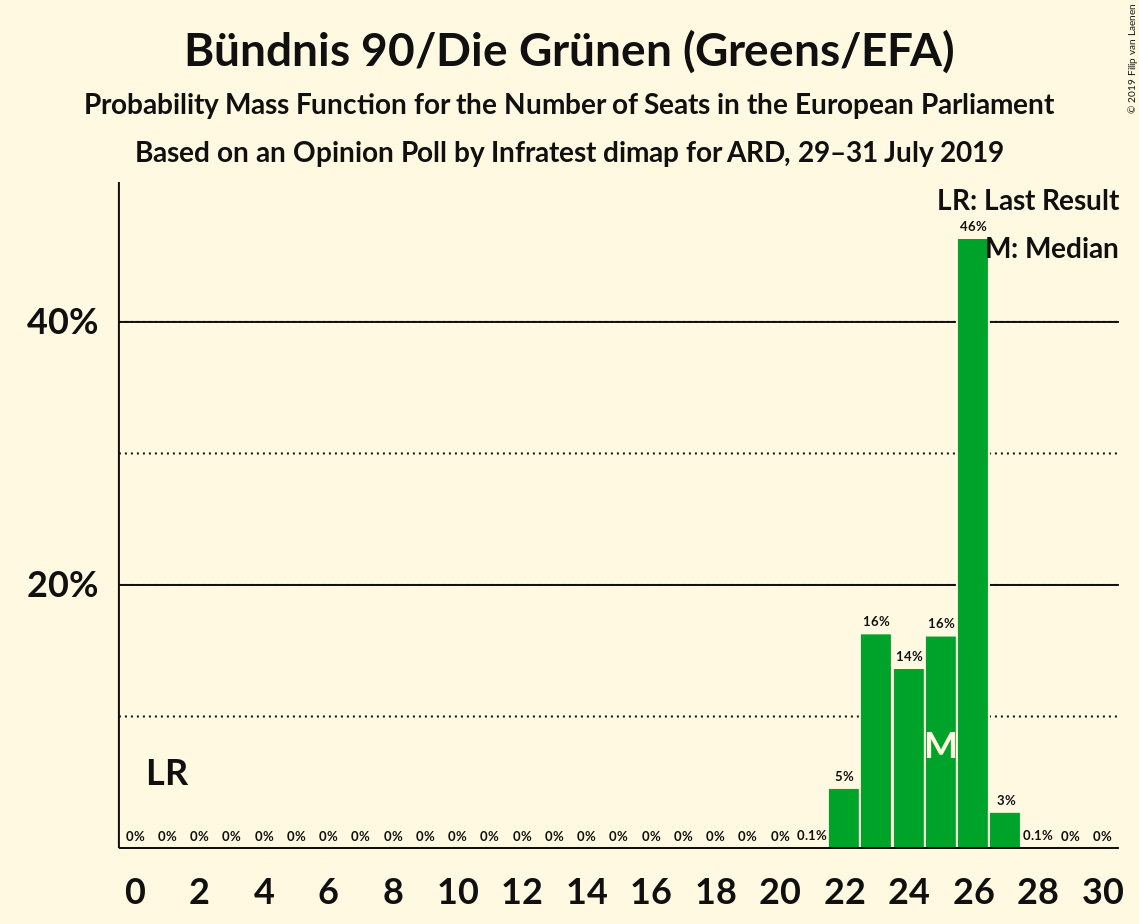 Bündnis 90/Die Grünen (Greens/EFA)
Probability Mass Function for the Number of Seats in the European Parliament
Based on an Opinion Poll by Infratest dimap for ARD, 29–31 July 2019
© 2019 Filip van Laenen
LR: Last Result
M: Median
46%
40%
20%
16%
14%
16%
M
LR
5%
3%
0% 0% 0% 0% 0% 0% 0% 0% 0% 0% 0% 0% 0% 0% 0% 0% 0% 0% 0% 0% 0% 0.1% 0.1% 0% 0%
0 2 4 6 8 10 12 14 16 18 20 22 24 26 28 30